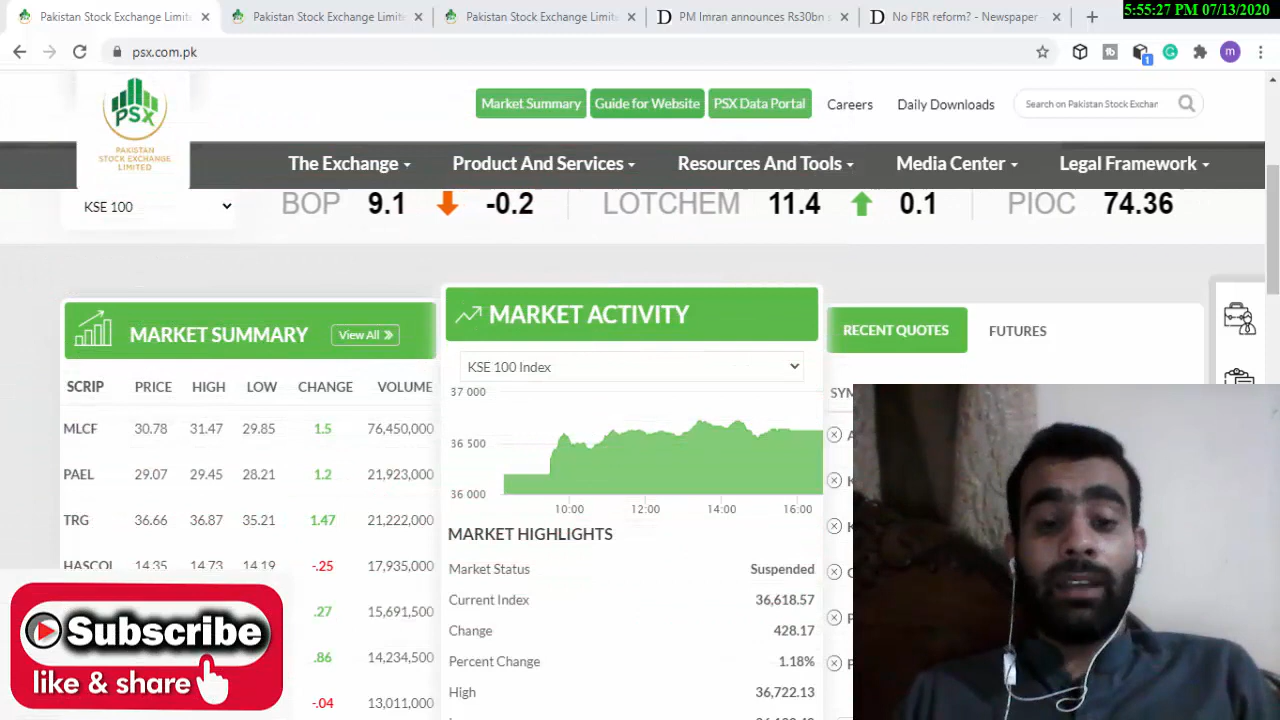 Pakistan Stock Exchange Limite
Pakistan Stock Exchange Limite
Pakistan Stock Exchange Limite
D PM Imran announces Rs30bn s
D No FBR reform? - Newspaper
5:55:27 PM 07/13/2020
psx.com.pk
1
tb
m
PSX
PAKISTAN
STOCK EXCHANGE
LIMITED
Market Summary Guide for Website PSX Data Portal Careers Daily Downloads Search on Pakistan Stock Exchar
The Exchange Product And Services Resources And Tools Media Center Legal Framework
KSE 100
BOP 9.1 -0.2 LOTCHEM 11.4 0.1 PIOC 74.36
MARKET SUMMARY View All
SCRIP PRICE HIGH LOW CHANGE VOLUME
MLCF 30.78 31.47 29.85 1.5 76,450,000
PAEL 29.07 29.45 28.21 1.2 21,923,000
TRG 36.66 36.87 35.21 1.47 21,222,000
HASCOL 14.35 14.73 14.19 -.25 17,935,000
.27 15,691,500
.86 14,234,500
-.04 13,011,000
MARKET ACTIVITY
KSE 100 Index
37 000
36 500
36 000
10:00 12:00 14:00 16:00
MARKET HIGHLIGHTS
Market Status Suspended
Current Index 36,618.57
Change 428.17
Percent Change 1.18%
High 36,722.13
RECENT QUOTES FUTURES
SYM
Subscribe
like & share